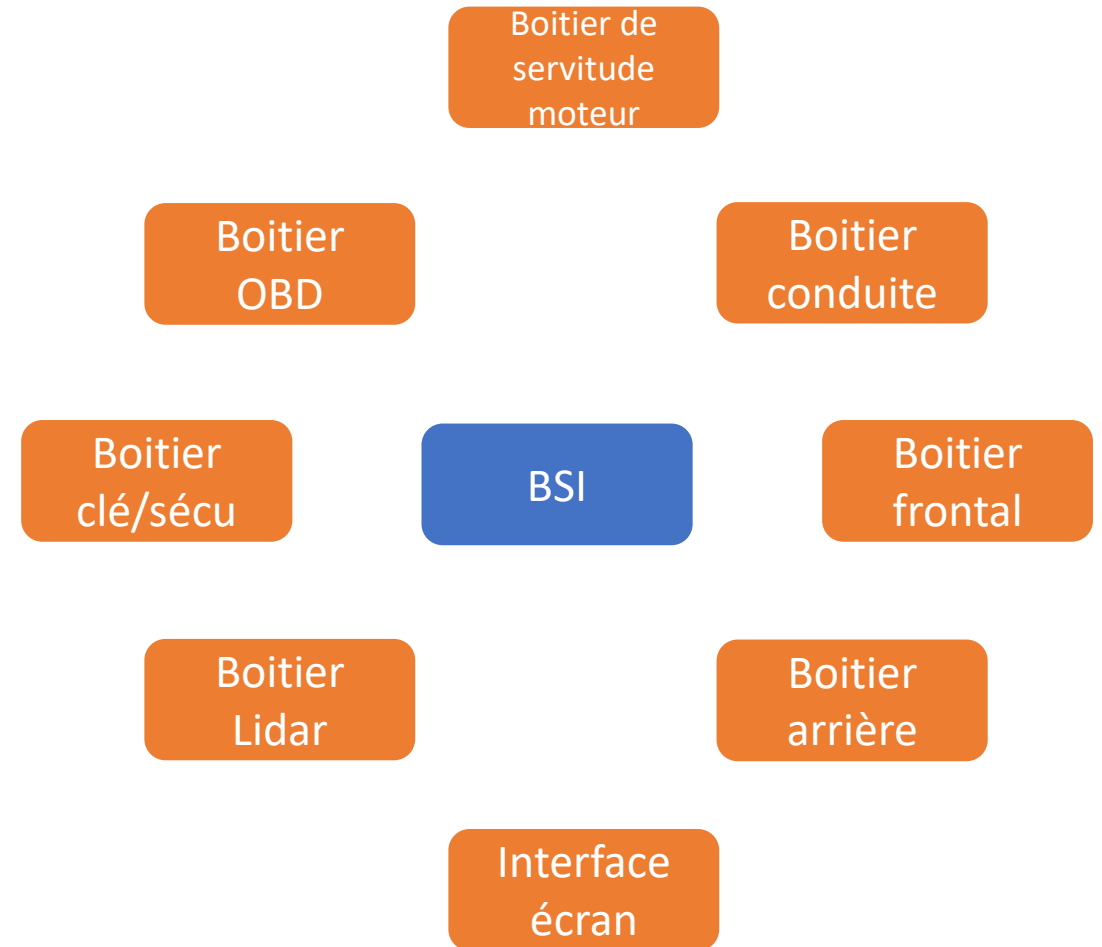 Boitier de
servitude
moteur
Boitier
OBD
Boitier
conduite
Boitier
clé/sécu
BSI
Boitier
frontal
Boitier
Lidar
Boitier
arrière
Interface
écran